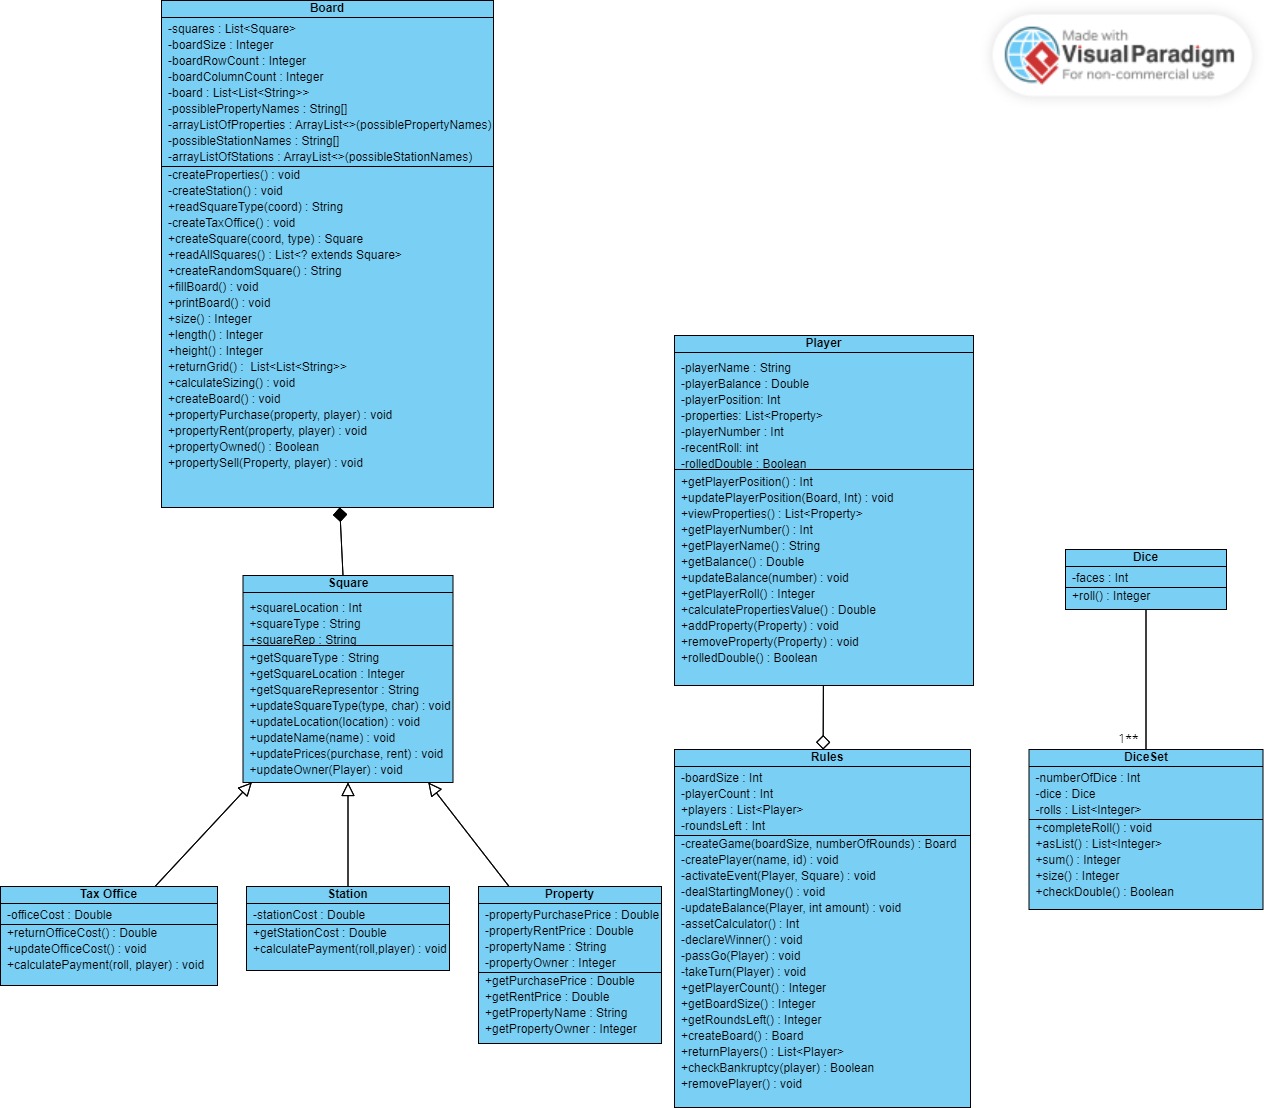 Board
-squares : List<Square>
-boardSize : Integer
-boardRowCount : Integer
-boardColumnCount : Integer
-board : List<List<String>>
-possiblePropertyNames : String[]
-arrayListOfProperties : ArrayList<>(possiblePropertyNames)
-possibleStationNames : String[]
-arrayListOfStations : ArrayList<>(possibleStationNames)
-createProperties() : void
-createStation() : void
+readSquareType(coord) : String
-createTaxOffice() : void
+createSquare(coord, type) : Square
+readAllSquares() : List<? extends Square>
+createRandomSquare() : String
+fillBoard() : void
+printBoard() : void
+size() : Integer
+length() : Integer
+height() : Integer
+returnGrid() :  List<List<String>>
+calculateSizing() : void
+createBoard() : void
+propertyPurchase(property, player) : void
+propertyRent(property, player) : void
+propertyOwned() : Boolean
+propertySell(Property, player) : void
Made with
Visual Paradigm
For non-commercial use
Player
-playerName : String
-playerBalance : Double
-playerPosition: Int
-properties: List<Property>
-playerNumber : Int
-recentRoll: int
-rolledDouble : Boolean
+getPlayerPosition() : Int
+updatePlayerPosition(Board, Int) : void
+viewProperties() : List<Property>
+getPlayerNumber() : Int
+getPlayerName() : String
+getBalance() : Double
+updateBalance(number) : void
+getPlayerRoll() : Integer
+calculatePropertiesValue() : Double
+addProperty(Property) : void
+removeProperty(Property) : void
+rolledDouble() : Boolean
Dice
-faces : Int
+roll() : Integer
1**
Square
+squareLocation : Int
+squareType : String
+squareRep : String
+getSquareType : String
+getSquareLocation : Integer
+getSquareRepresentor : String
+updateSquareType(type, char) : void
+updateLocation(location) : void
+updateName(name) : void
+updatePrices(purchase, rent) : void
+updateOwner(Player) : void
Rules
-boardSize : Int
-playerCount : Int
+players : List<Player>
-roundsLeft : Int
-createGame(boardSize, numberOfRounds) : Board
-createPlayer(name, id) : void
-activateEvent(Player, Square) : void
-dealStartingMoney() : void
-updateBalance(Player, int amount) : void
-assetCalculator() : Int
-declareWinner() : void
-passGo(Player) : void
-takeTurn(Player) : void
+getPlayerCount() : Integer
+getBoardSize() : Integer
+getRoundsLeft() : Integer
+createBoard() : Board
+returnPlayers() : List<Player>
+checkBankruptcy(player) : Boolean
+removePlayer() : void
DiceSet
-numberOfDice : Int
-dice : Dice
-rolls : List<Integer>
+completeRoll() : void
+asList() : List<Integer>
+sum() : Integer
+size() : Integer
+checkDouble() : Boolean
Tax Office
-officeCost : Double
+returnOfficeCost() : Double
+updateOfficeCost() : void
+calculatePayment(roll, player) : void
Station
-stationCost : Double
+getStationCost : Double
+calculatePayment(roll,player) : void
Property
-propertyPurchasePrice : Double
-propertyRentPrice : Double
-propertyName : String
-propertyOwner : Integer
+getPurchasePrice : Double
+getRentPrice : Double
+getPropertyName : String
+getPropertyOwner : Integer